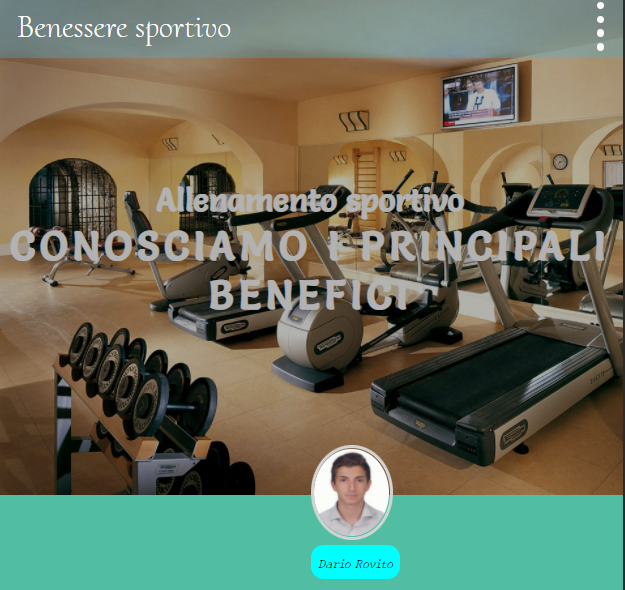 Benessere sportivo
Allenamento sportivo
CONOSCIAMO I PRINCIPALI
BENEFICI
Dario Rovito